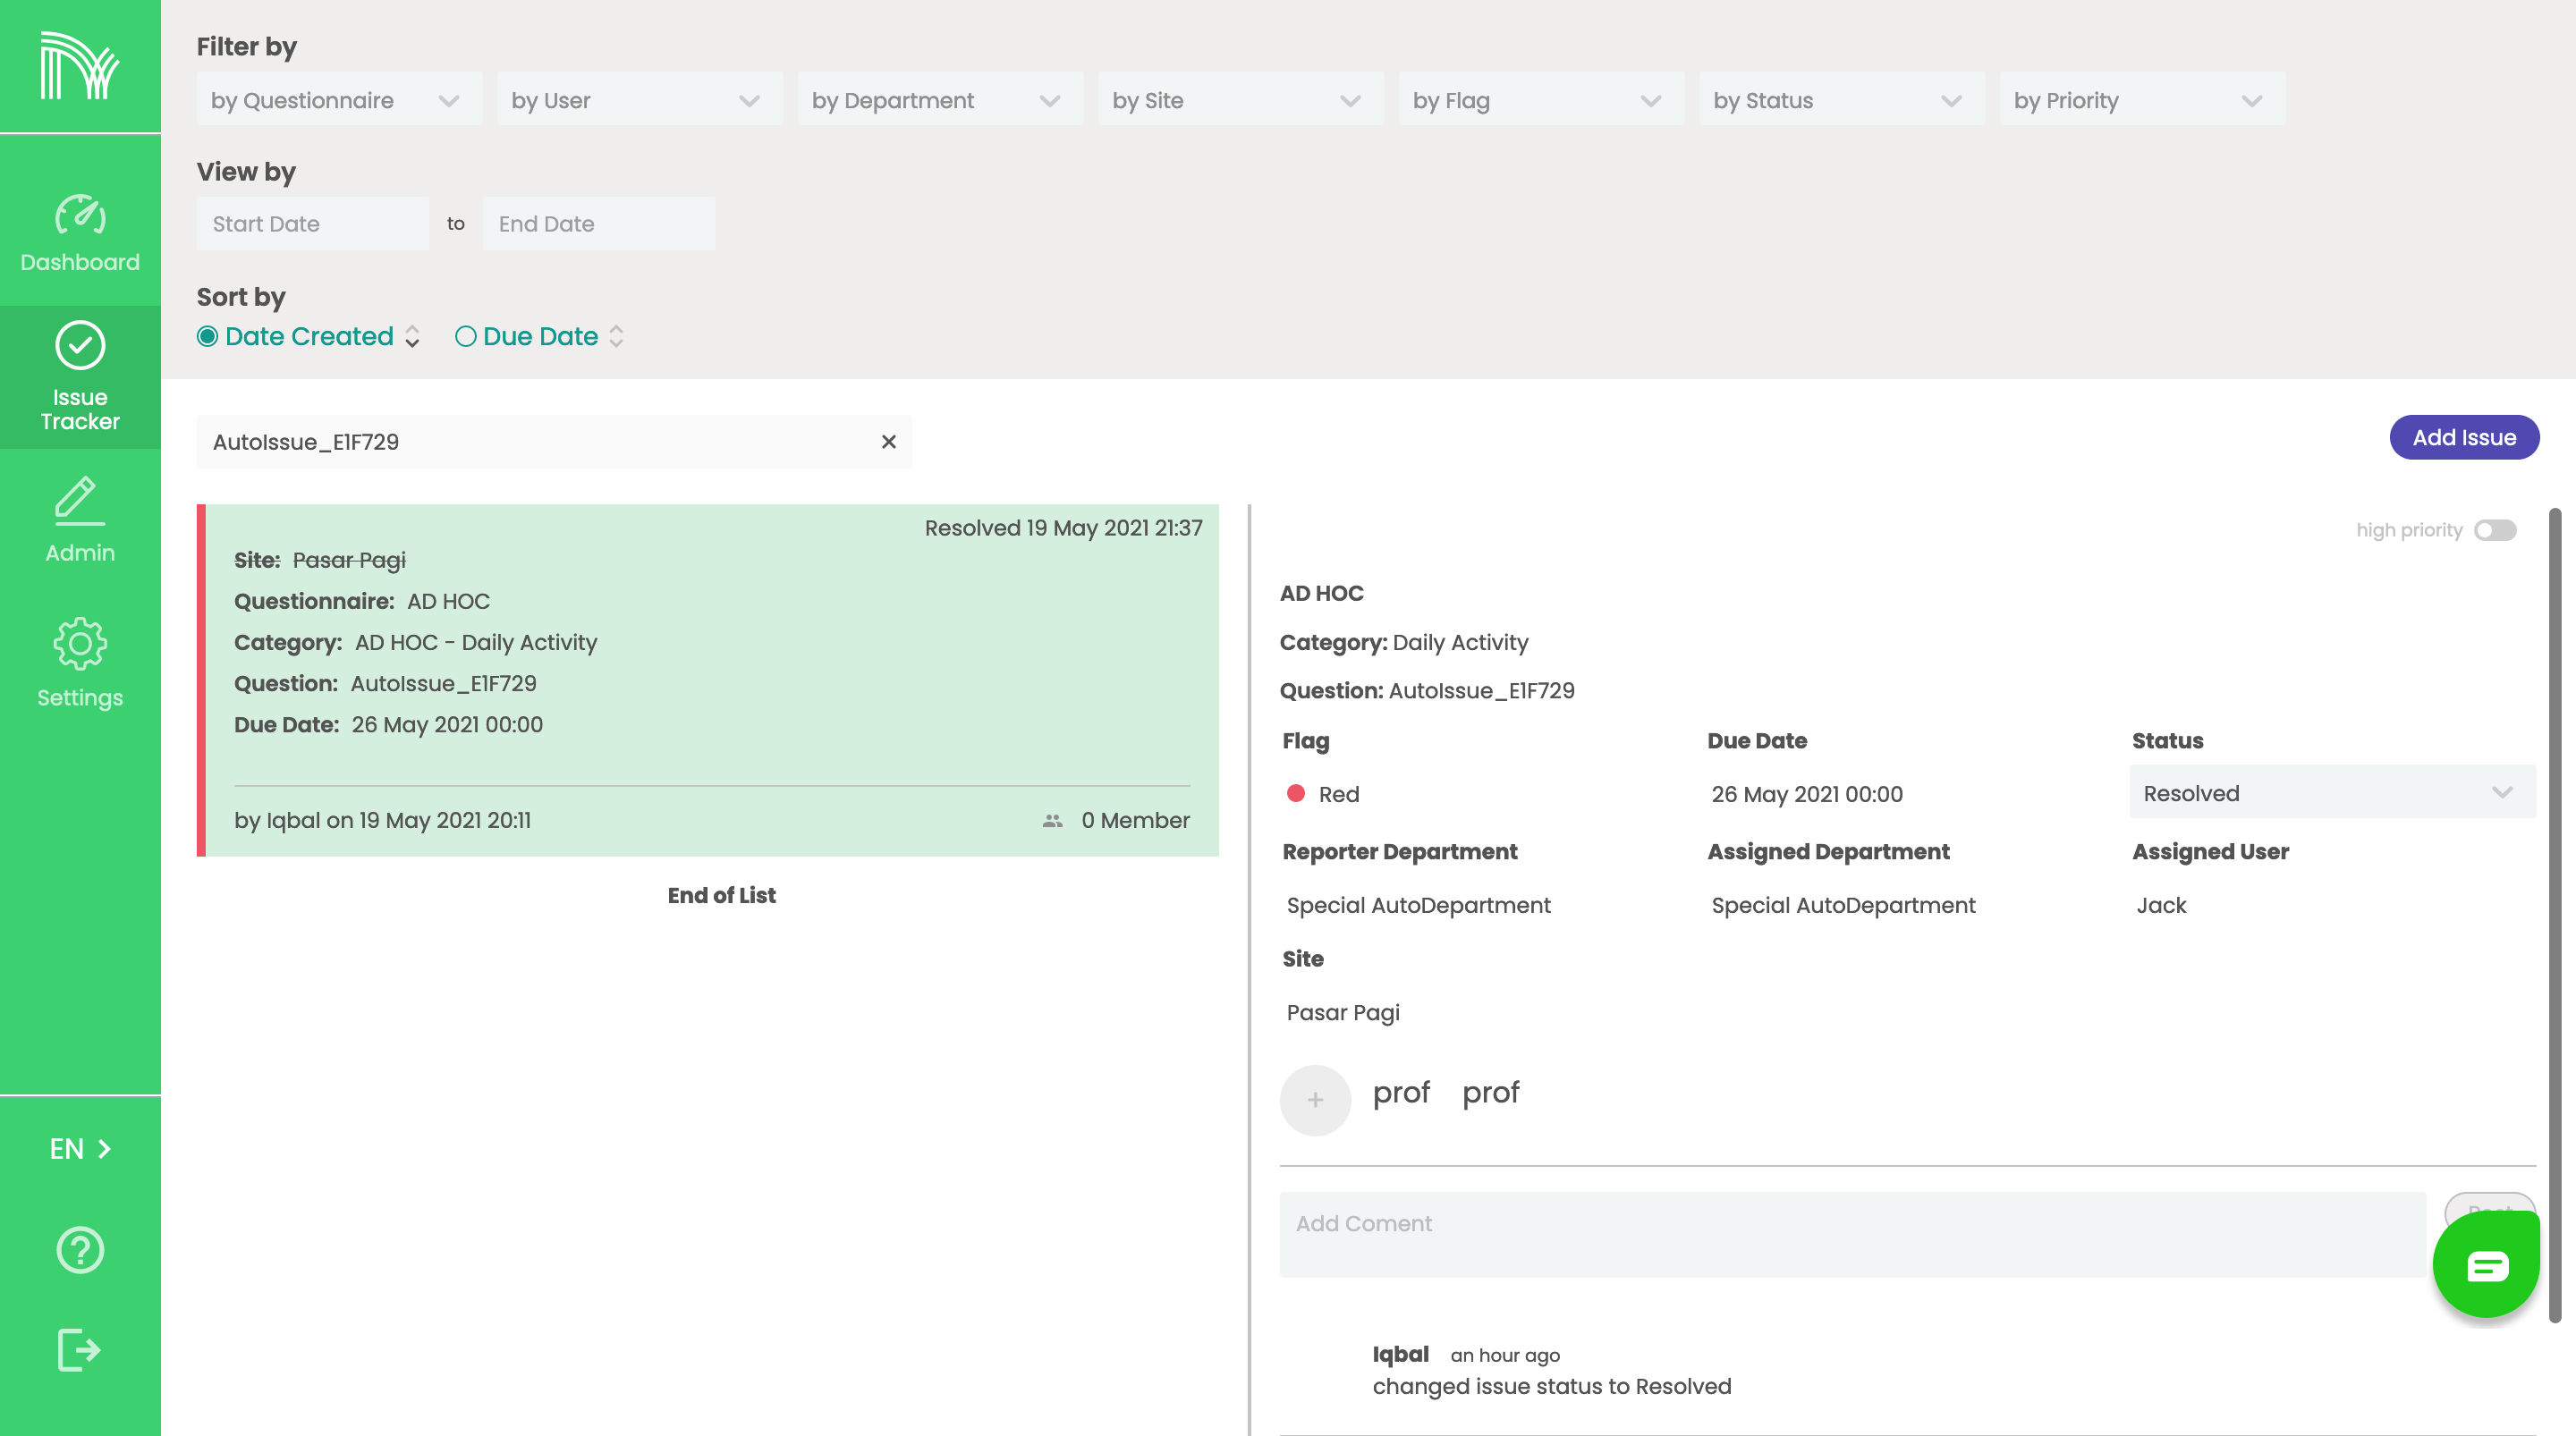 Filter by
by Questionnaire
by User
by Department
by Site
by Flag
by Status
by Priority
View by
Start Date to End Date
Sort by
Date Created
Due Date
Dashboard
Issue
Tracker
Admin
Settings
EN
AutoIssue_E1F729
Add Issue
Resolved 19 May 2021 21:37
Site: Pasar Pagi
Questionnaire: AD HOC
Category: AD HOC - Daily Activity
Question: AutoIssue_E1F729
Due Date: 26 May 2021 00:00
by Iqbal on 19 May 2021 20:11
0 Member
End of List
high priority
AD HOC
Category: Daily Activity
Question: AutoIssue_E1F729
Flag
Due Date
Status
Red
26 May 2021 00:00
Resolved
Reporter Department
Assigned Department
Assigned User
Special AutoDepartment
Special AutoDepartment
Jack
Site
Pasar Pagi
+
prof
prof
Add Coment
Iqbal an hour ago
changed issue status to Resolved